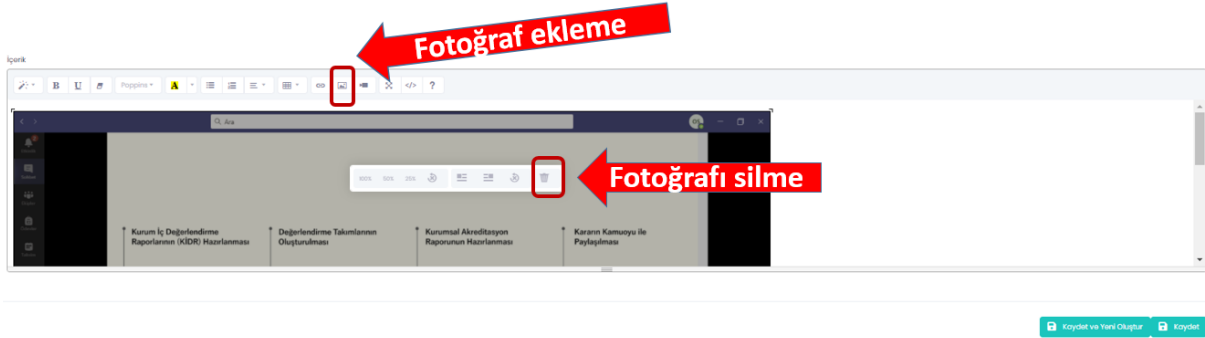 Fotoğraf ekleme
İçerik
B U Poppins A </> ?
Ara
100% 50% 25%
Fotoğrafı silme
Kurum İç Değerlendirme
Raporlarının (KİDR) Hazırlanması
Değerlendirme Takımlarının
Oluşturulması
Kurumsal Akreditasyon
Raporunun Hazırlanması
Kararın Kamuoyu ile
Paylaşılması
Kaydet ve Yeni Oluştur
Kaydet